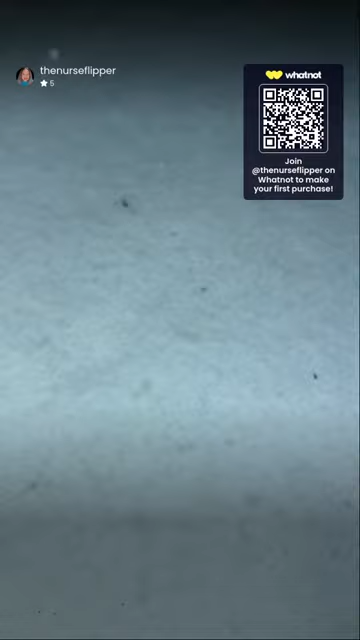 thenurseflipper
5
whatnot
Join
@thenurseflipper on
Whatnot to make
your first purchase!